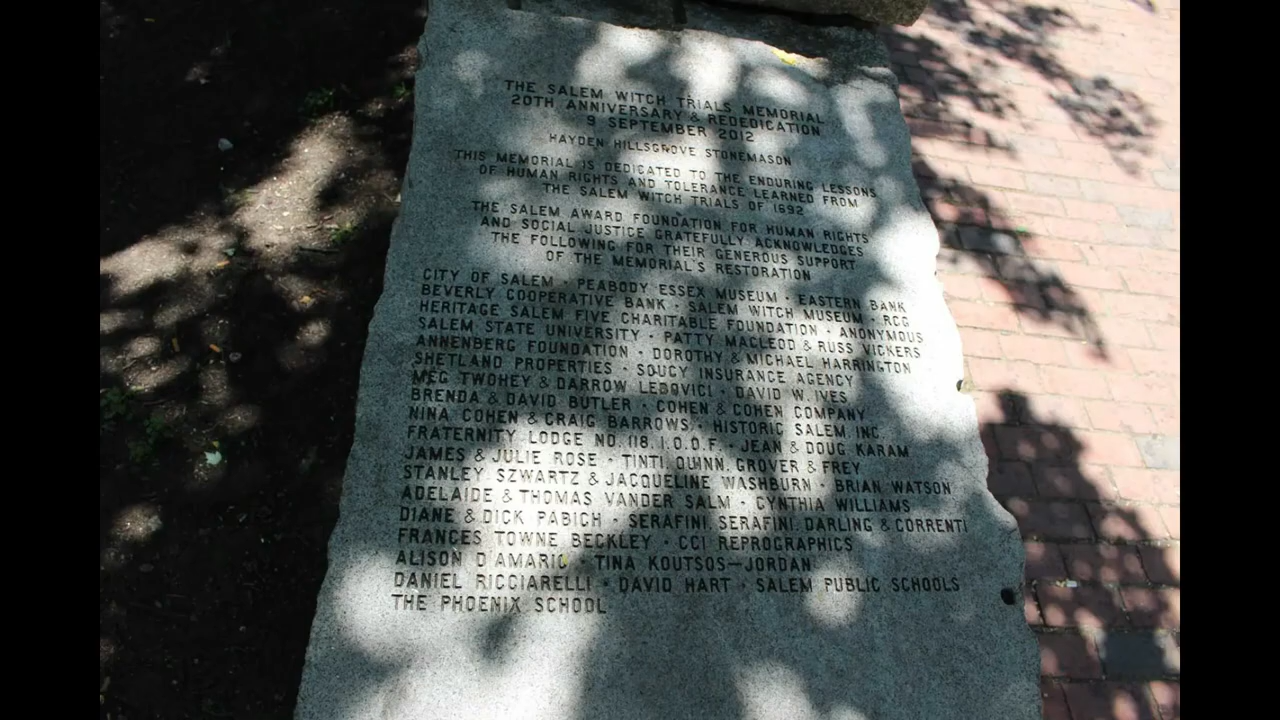 THE SALEM WITCH TRIALS MEMORIAL
20TH ANNIVERSARY & REDEDICATION
9 SEPTEMBER 2012
HAYDEN HILLSGROVE STONEMASON
THIS MEMORIAL IS DEDICATED TO THE ENDURING LESSONS
OF HUMAN RIGHTS AND TOLERANCE LEARNED FROM
THE SALEM WITCH TRIALS OF 1692
THE SALEM AWARD FOUNDATION FOR HUMAN RIGHTS
AND SOCIAL JUSTICE GRATEFULLY ACKNOWLEDGES
THE FOLLOWING FOR THEIR GENEROUS SUPPORT
OF THE MEMORIAL'S RESTORATION
CITY OF SALEM · PEABODY ESSEX MUSEUM · EASTERN BANK
BEVERLY COOPERATIVE BANK · SALEM WITCH MUSEUM · RCG
HERITAGE SALEM FIVE CHARITABLE FOUNDATION · ANONYMOUS
SALEM STATE UNIVERSITY · PATTY MACLEOD & RUSS VICKERS
ANNENBERG FOUNDATION · DOROTHY & MICHAEL HARRINGTON
SHETLAND PROPERTIES · SOUCY INSURANCE AGENCY
MEG TWOHEY & DARROW LEBOVICI · DAVID W. IVES
BRENDA & DAVID BUTLER · COHEN & COHEN COMPANY
NINA COHEN & CRAIG BARROWS · HISTORIC SALEM, INC.
FRATERNITY LODGE NO. 118, I.O.O.F. · JEAN & DOUG KARAM
JAMES & JULIE ROSE · TINTI, QUINN, GROVER & FREY
STANLEY SZWARTZ & JACQUELINE WASHBURN · BRIAN WATSON
ADELAIDE & THOMAS VANDER SALM · CYNTHIA WILLIAMS
DIANE & DICK PABICH · SERAFINI, SERAFINI, DARLING & CORRENTI
FRANCES TOWNE BECKLEY · CCI REPROGRAPHICS
ALISON D'AMARIO · TINA KOUTSOS—JORDAN
DANIEL RICCIARELLI · DAVID HART · SALEM PUBLIC SCHOOLS
THE PHOENIX SCHOOL